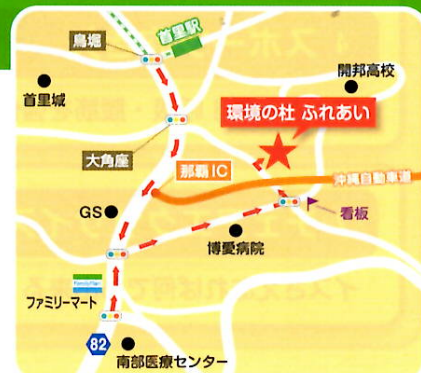 鳥堀
首里駅
首里城
開邦高校
環境の杜 ふれあい
大角座
那覇IC
沖縄自動車道
GS
看板
博愛病院
FamilyMart
ファミリーマート
82
南部医療センター